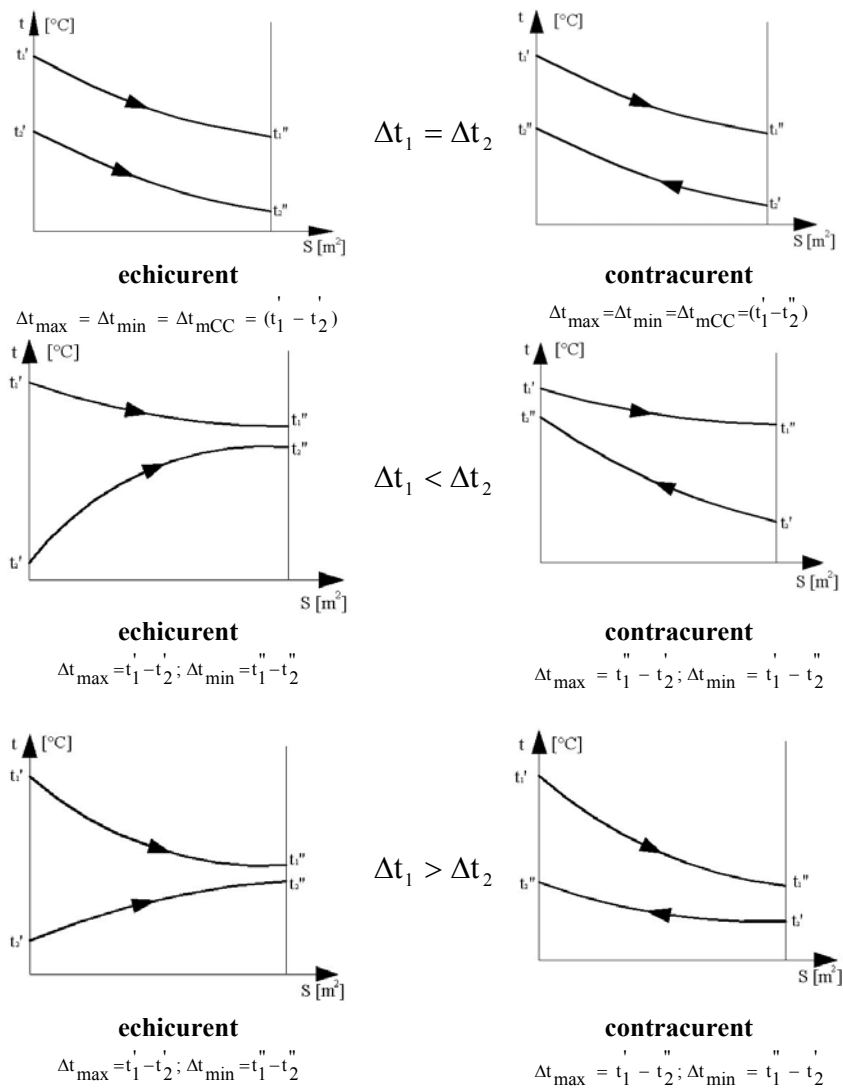 t [°C]
t₁'
t₂'
t₁"
t₂"
S [m²]
echicurent
Δt_max = Δt_min = Δt_mCC = (t₁' - t₂')
Δt₁ = Δt₂
t [°C]
t₁'
t₂"
t₁"
t₂'
S [m²]
contracurent
Δt_max=Δt_min=Δt_mCC=(t₁'-t₂")
t [°C]
t₁'
t₁"
t₂"
t₂'
S [m²]
echicurent
Δt_max=t₁'-t₂'; Δt_min=t₁"-t₂"
Δt₁ < Δt₂
t [°C]
t₁'
t₂"
t₁"
t₂'
S [m²]
contracurent
Δt_max = t₁" - t₂'; Δt_min = t₁' - t₂"
t [°C]
t₁'
t₁"
t₂"
t₂'
S [m²]
echicurent
Δt_max=t₁'-t₂'; Δt_min=t₁"-t₂"
Δt₁ > Δt₂
t [°C]
t₁'
t₂"
t₁"
t₂'
S [m²]
contracurent
Δt_max = t₁' - t₂"; Δt_min = t₁" - t₂'